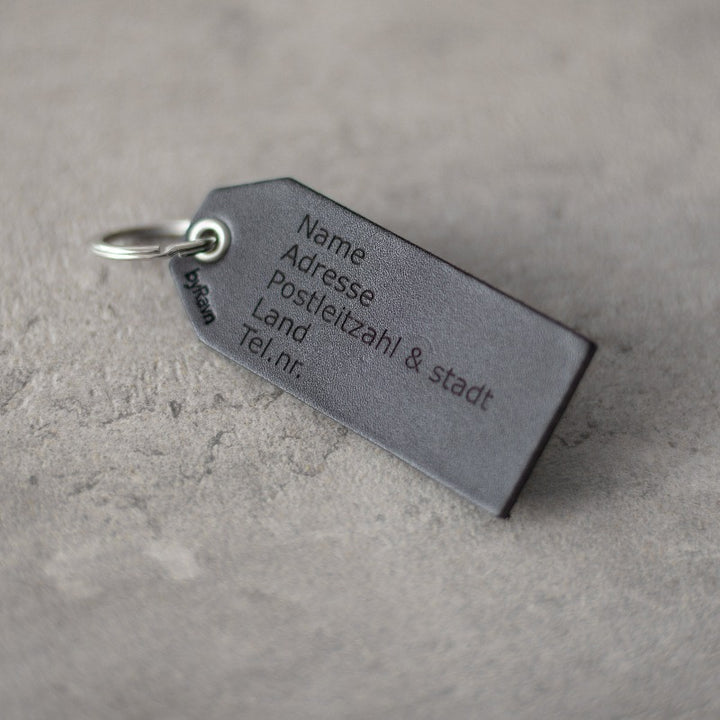 Name
Adresse
Postleitzahl & stadt
Land
Tel.nr.
byRavn